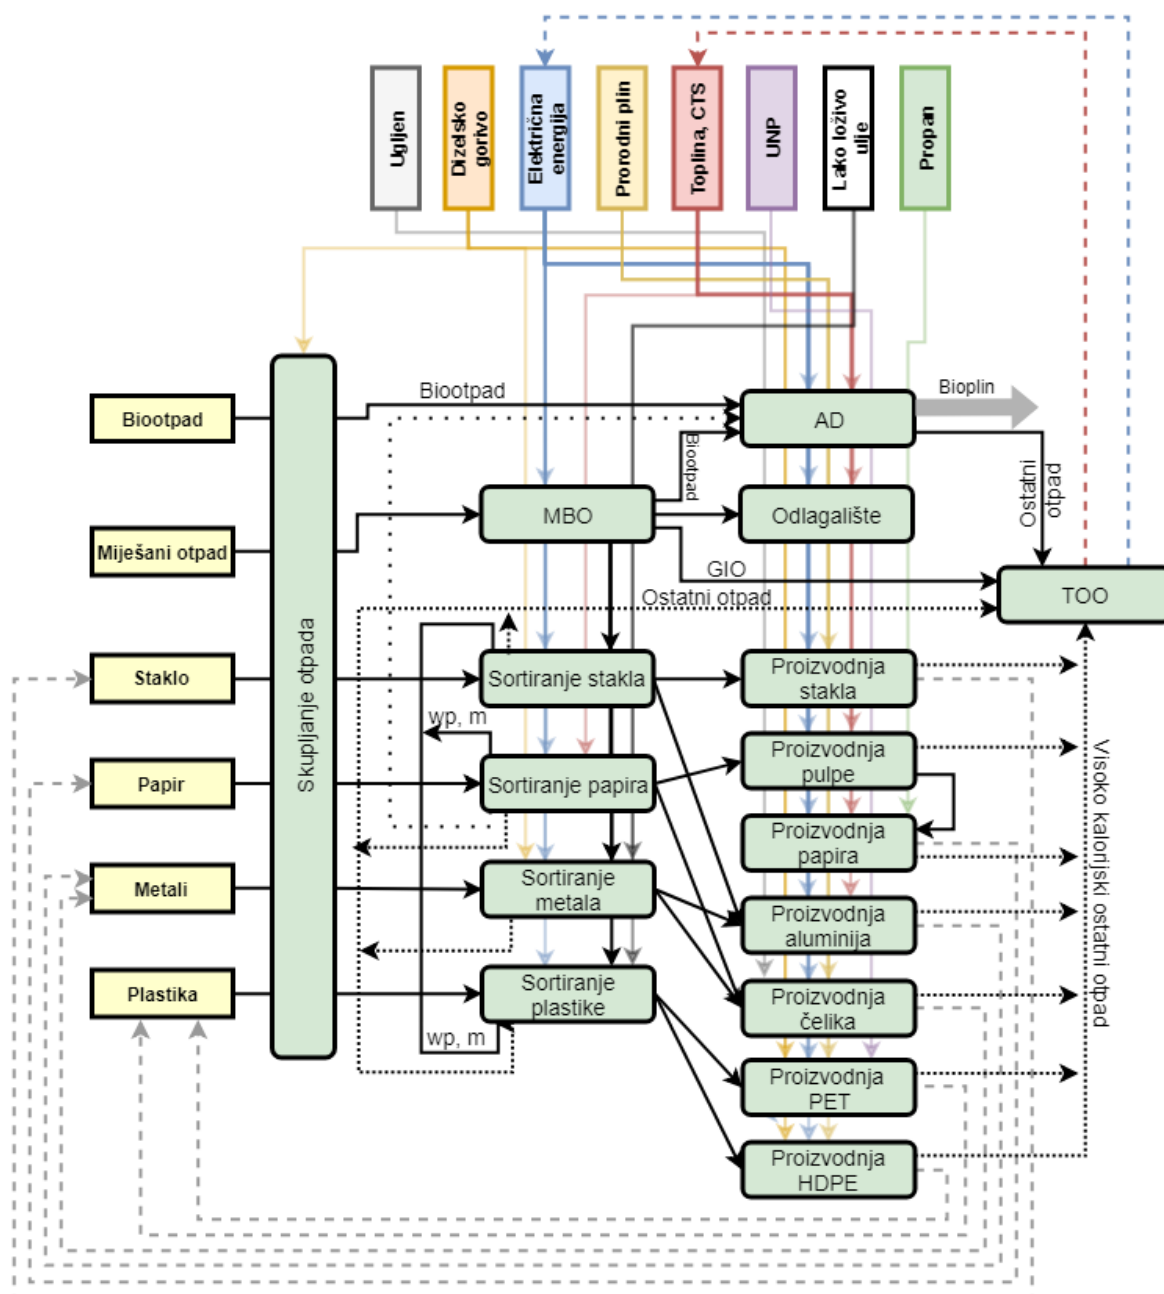 Ugljen
Dizelsko
gorivo
Električna
energija
Prorodni plin
Toplina, CTS
UNP
Lako loživo
ulje
Propan
Biootpad
Biootpad
Bioplin
AD
Biootpad
Ostatni
otpad
Miješani otpad
MBO
Odlagalište
GIO
Ostatni otpad
TOO
Skupljanje otpada
Staklo
Sortiranje stakla
Proizvodnja
stakla
wp, m
Papir
Sortiranje papira
Proizvodnja
pulpe
Proizvodnja
papira
Visoko kalorijski ostatni otpad
Metali
Sortiranje
metala
Proizvodnja
aluminija
Plastika
Sortiranje
plastike
Proizvodnja
čelika
wp, m
Proizvodnja
PET
Proizvodnja
HDPE